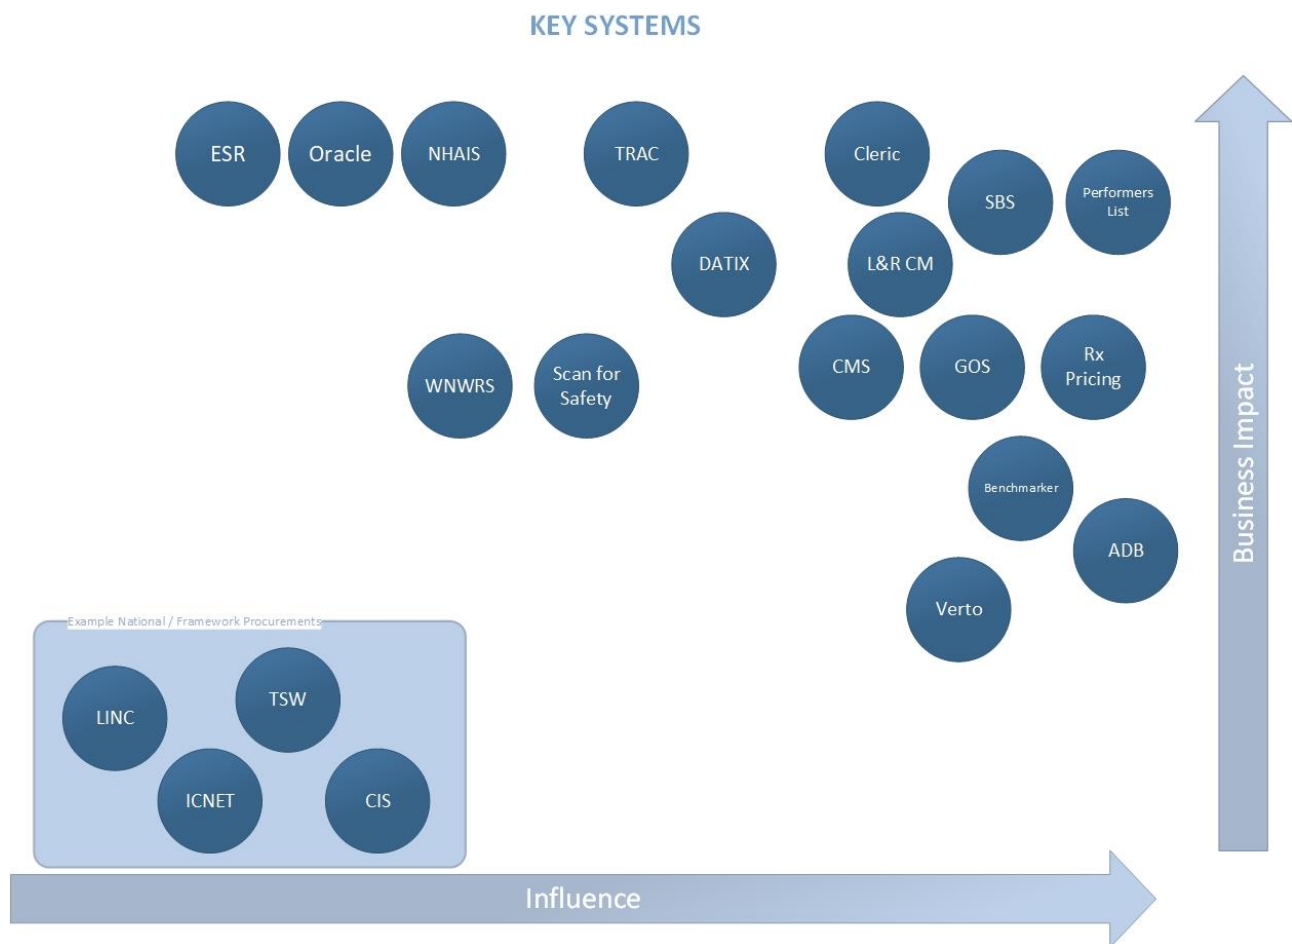 KEY SYSTEMS
ESR
Oracle
NHAIS
TRAC
Cleric
SBS
Performers
List
DATIX
L&R CM
CMS
GOS
Rx
Pricing
WNWRS
Scan for
Safety
Benchmarker
ADB
Verto
Business Impact
Example National / Framework Procurements
LINC
TSW
ICNET
CIS
Influence